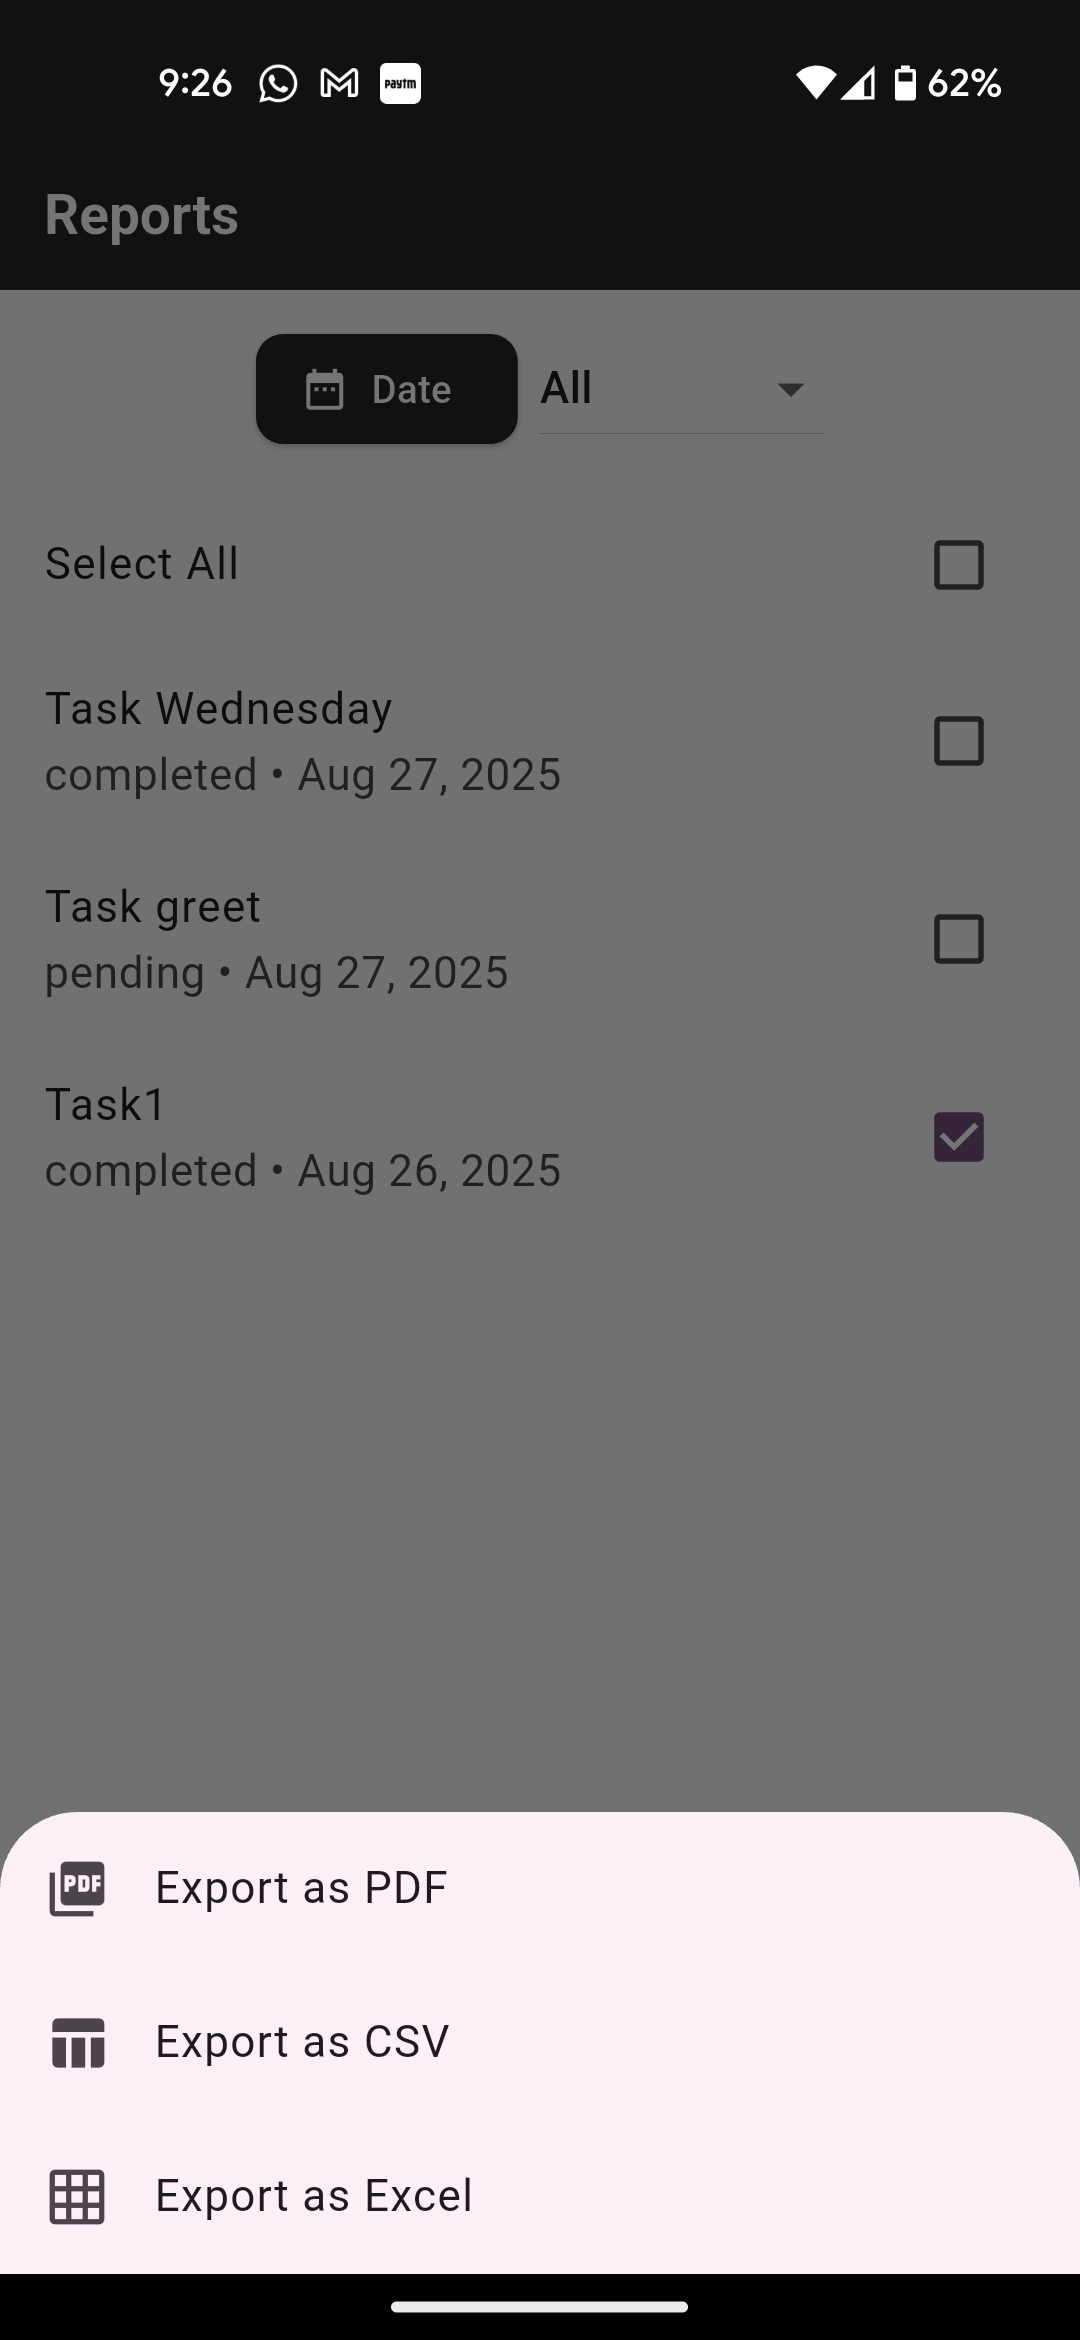 9:26 paytm 62%
Reports
Date All
Select All
Task Wednesday
completed • Aug 27, 2025
Task greet
pending • Aug 27, 2025
Task1
completed • Aug 26, 2025
PDF Export as PDF
Export as CSV
Export as Excel